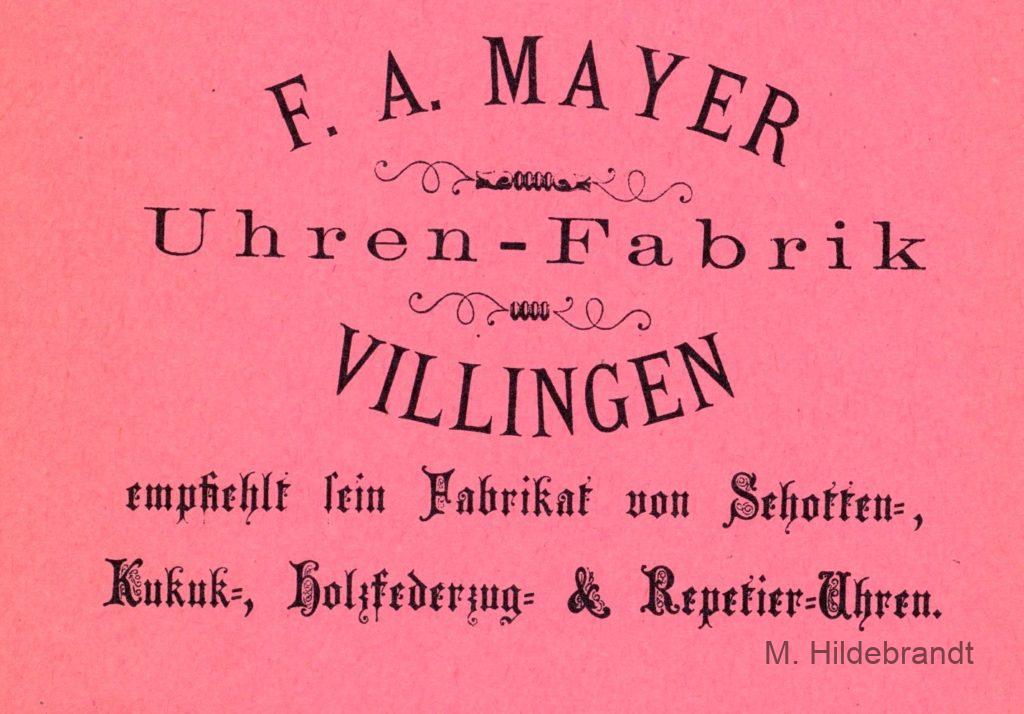 F. A. MAYER
Uhren-Fabrik
VILLINGEN
empfiehlt sein Fabrikat von Schotten-,
Kukuk-, Holzfederzug- & Repetier-Uhren.
M. Hildebrandt